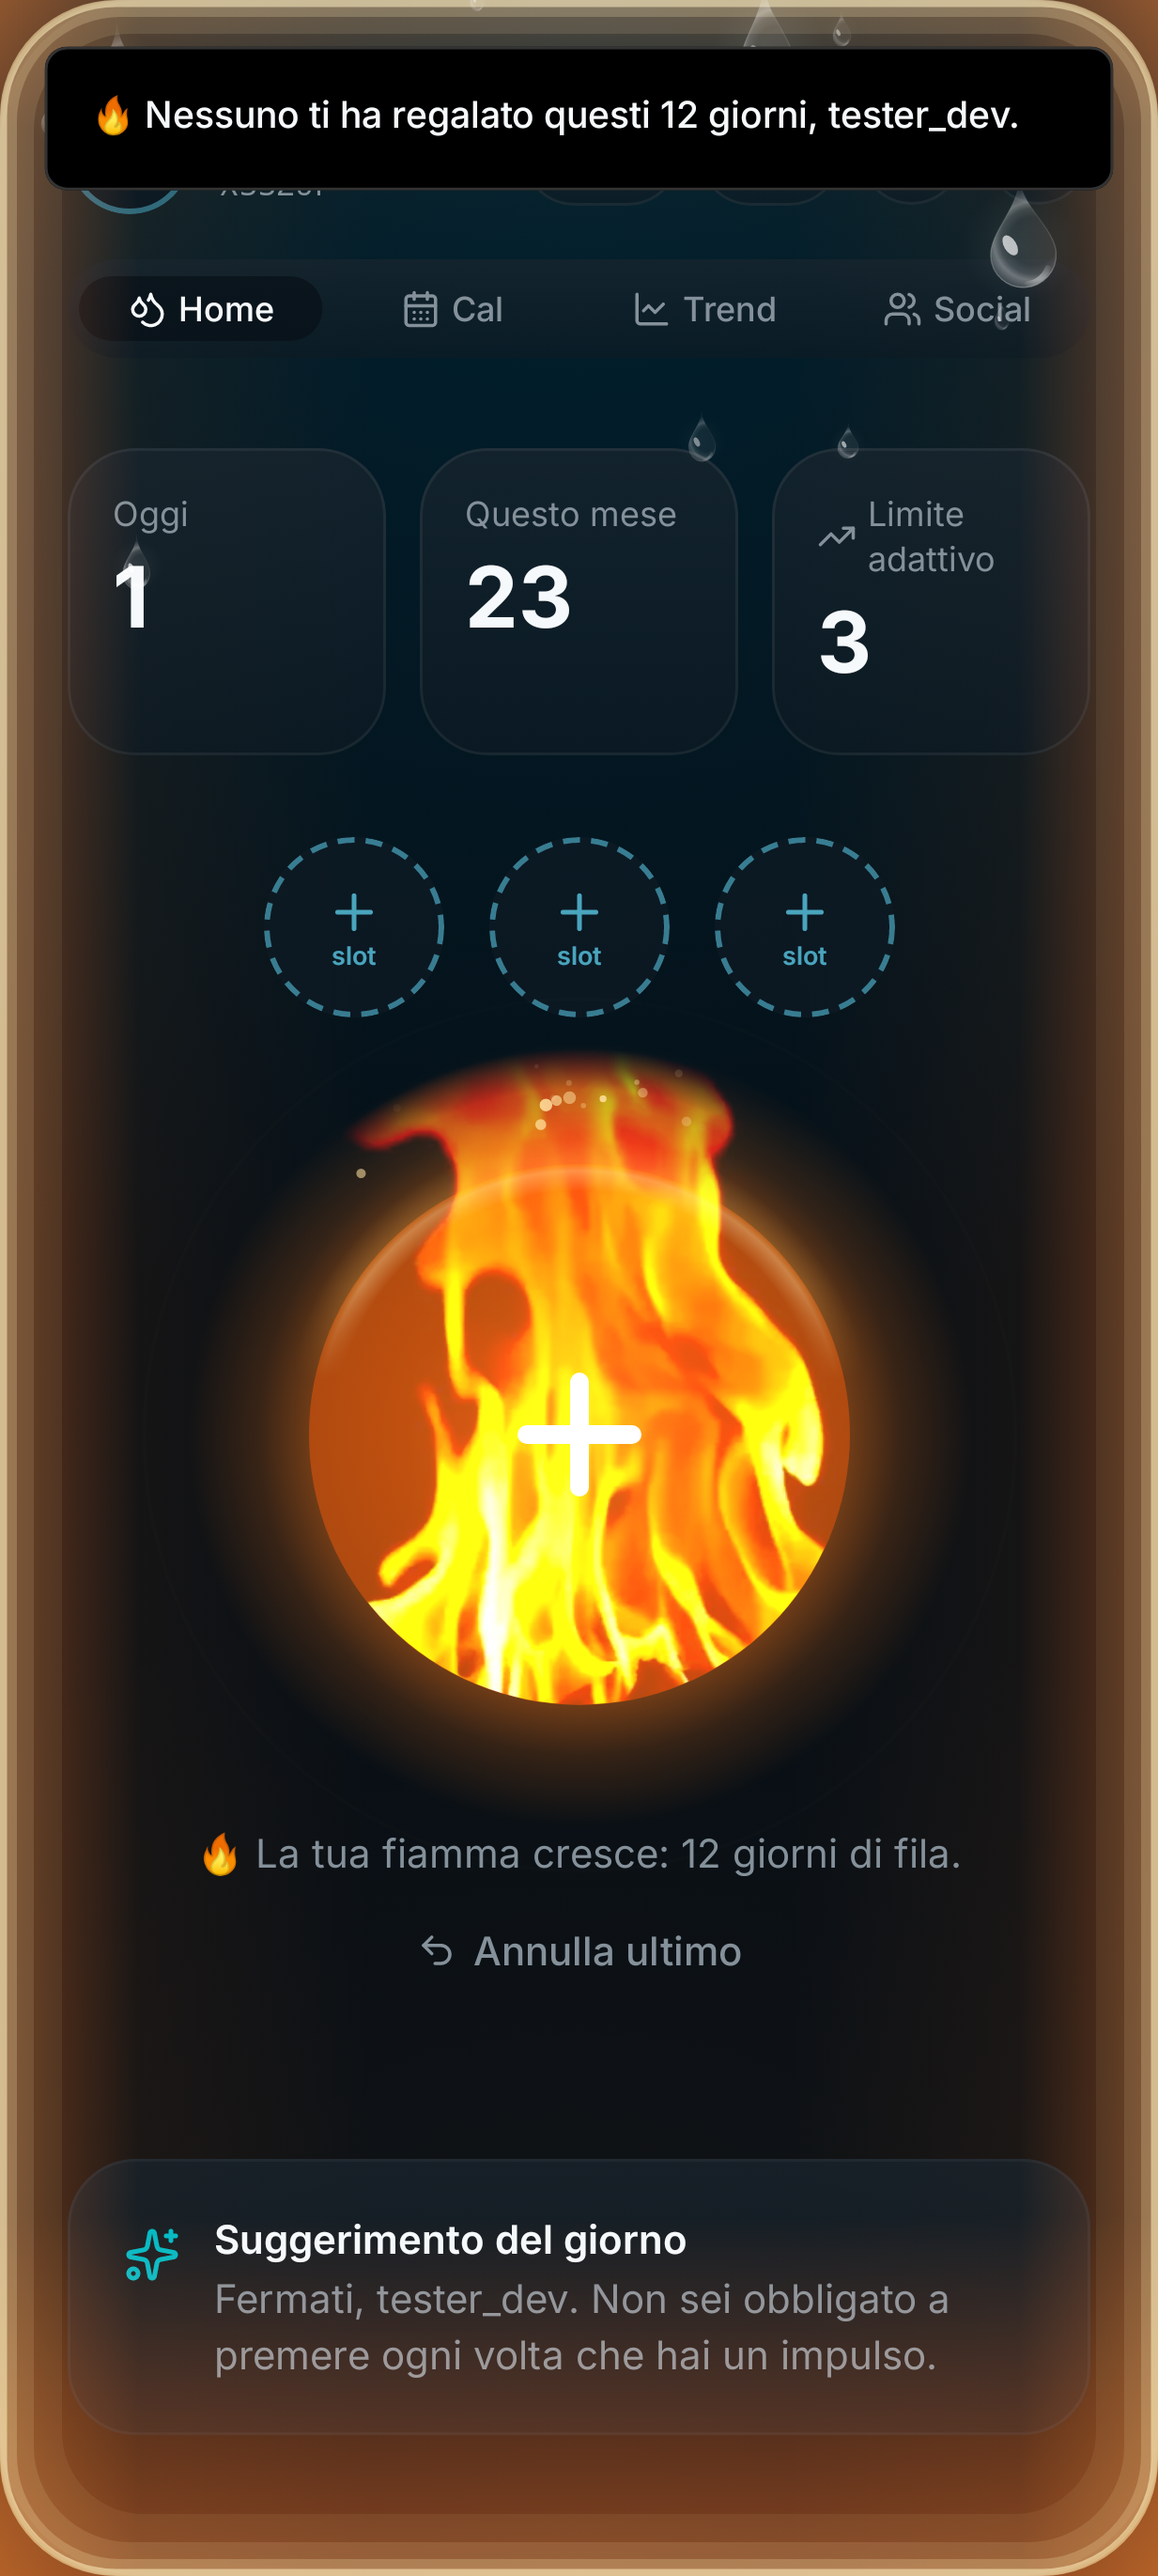 🔥 Nessuno ti ha regalato questi 12 giorni, tester_dev.
Home
Cal
Trend
Social
Oggi
1
Questo mese
23
Limite
adattivo
3
slot
slot
slot
🔥 La tua fiamma cresce: 12 giorni di fila.
Annulla ultimo
Suggerimento del giorno
Fermati, tester_dev. Non sei obbligato a
premere ogni volta che hai un impulso.